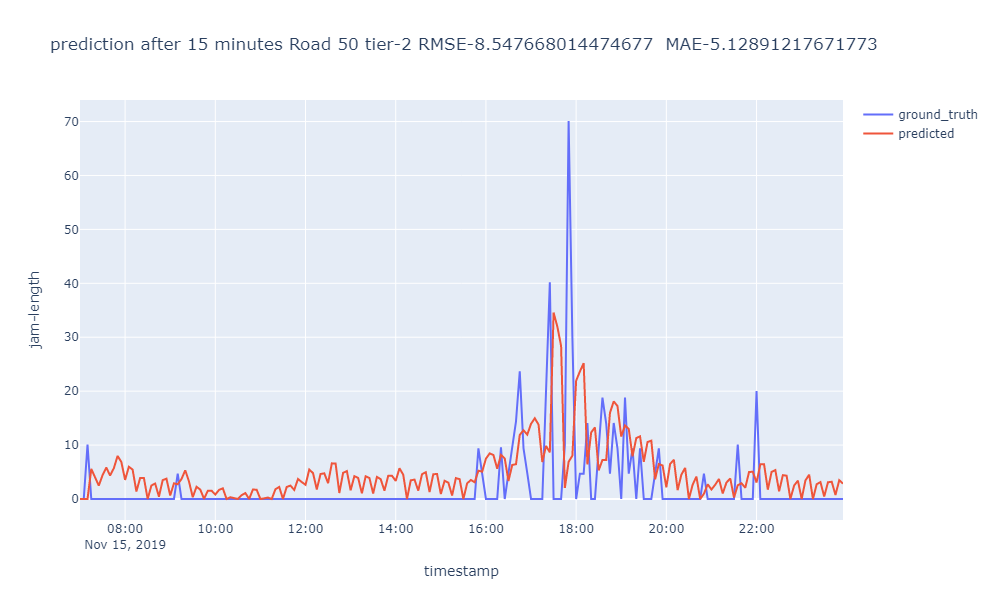 prediction after 15 minutes Road 50 tier-2 RMSE-8.547668014474677  MAE-5.12891217671773
ground_truth
predicted
70
60
50
40
30
20
10
0
jam-length
08:00 10:00 12:00 14:00 16:00 18:00 20:00 22:00
Nov 15, 2019
timestamp